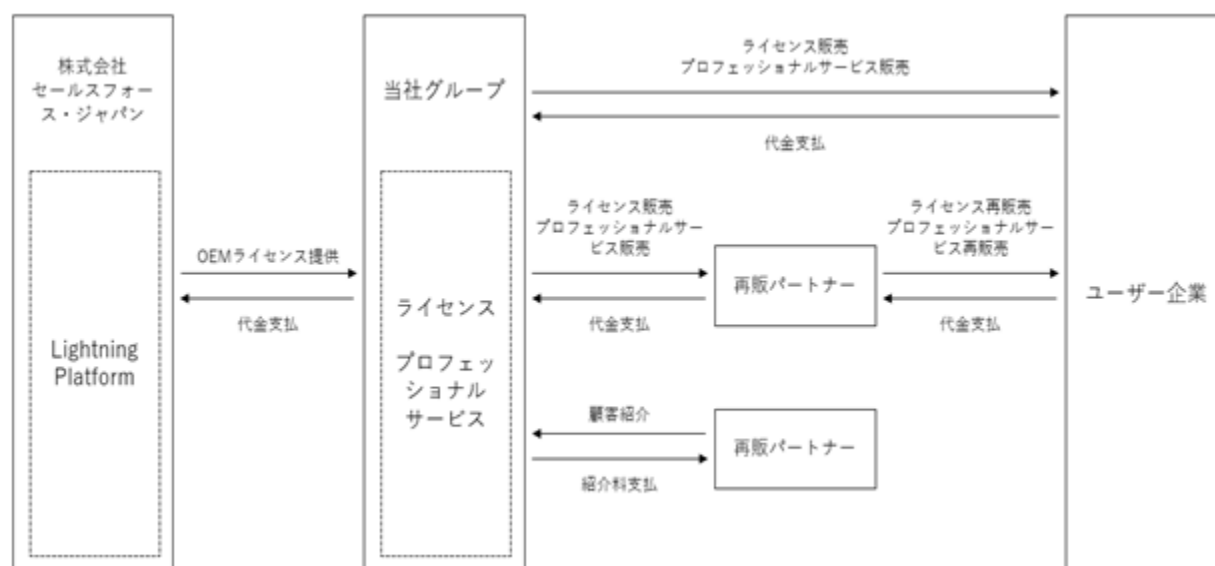 株式会社
セールスフォー
ス・ジャパン
Lightning
Platform
OEMライセンス提供
代金支払
当社グループ
ライセンス
プロフェッ
ショナル
サービス
ライセンス販売
プロフェッショナルサービス販売
代金支払
ライセンス販売
プロフェッショナルサー
ビス販売
代金支払
再販パートナー
ライセンス再販売
プロフェッショナルサー
ビス再販売
代金支払
顧客紹介
紹介料支払
再販パートナー
ユーザー企業